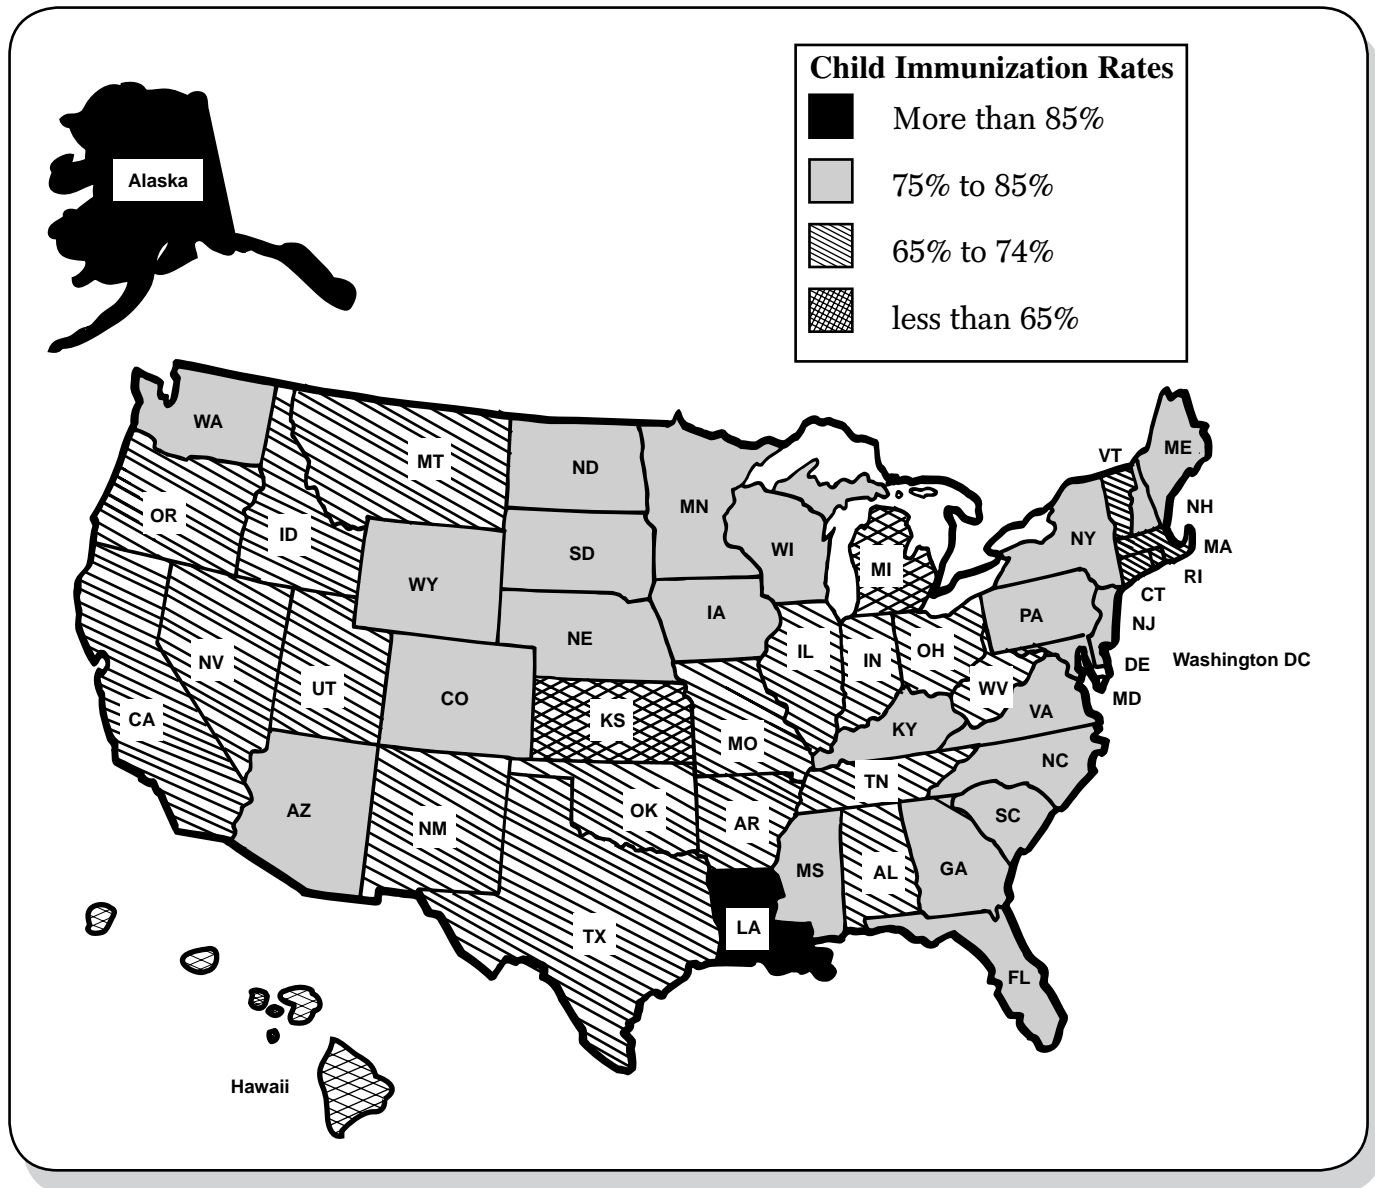 Child Immunization Rates
More than 85%
75% to 85%
65% to 74%
less than 65%
Alaska
WA
MT
ND
MN
VT
ME
OR
ID
SD
WI
NY
NH
MA
WY
MI
RI
CT
IA
PA
NJ
NE
NV
UT
IL
IN
OH
DE
Washington DC
CO
KS
WV
MD
CA
MO
KY
VA
NC
AZ
NM
OK
AR
TN
SC
MS
AL
GA
TX
LA
FL
Hawaii